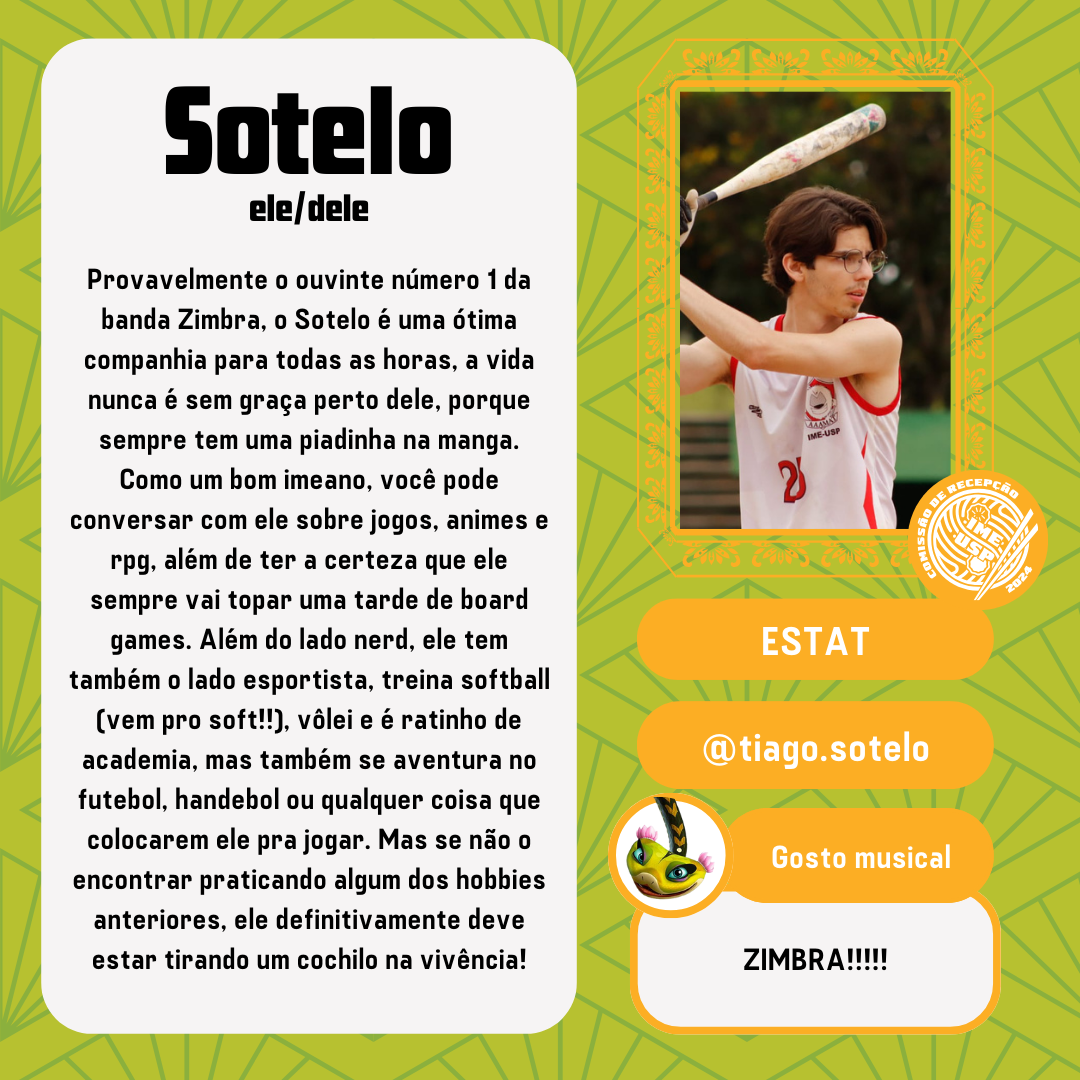 Sotelo
ele/dele
Provavelmente o ouvinte número 1 da
banda Zimbra, o Sotelo é uma ótima
companhia para todas as horas, a vida
nunca é sem graça perto dele, porque
sempre tem uma piadinha na manga.
Como um bom imeano, você pode
conversar com ele sobre jogos, animes e
rpg, além de ter a certeza que ele
sempre vai topar uma tarde de board
games. Além do lado nerd, ele tem
também o lado esportista, treina softball
(vem pro soft!!), vôlei e é ratinho de
academia, mas também se aventura no
futebol, handebol ou qualquer coisa que
colocarem ele pra jogar. Mas se não o
encontrar praticando algum dos hobbies
anteriores, ele definitivamente deve
estar tirando um cochilo na vivência!
AAAMAT
IME-USP
COMISSÃO DE RECEPÇÃO
IME
USP
2024
ESTAT
@tiago.sotelo
Gosto musical
ZIMBRA!!!!!